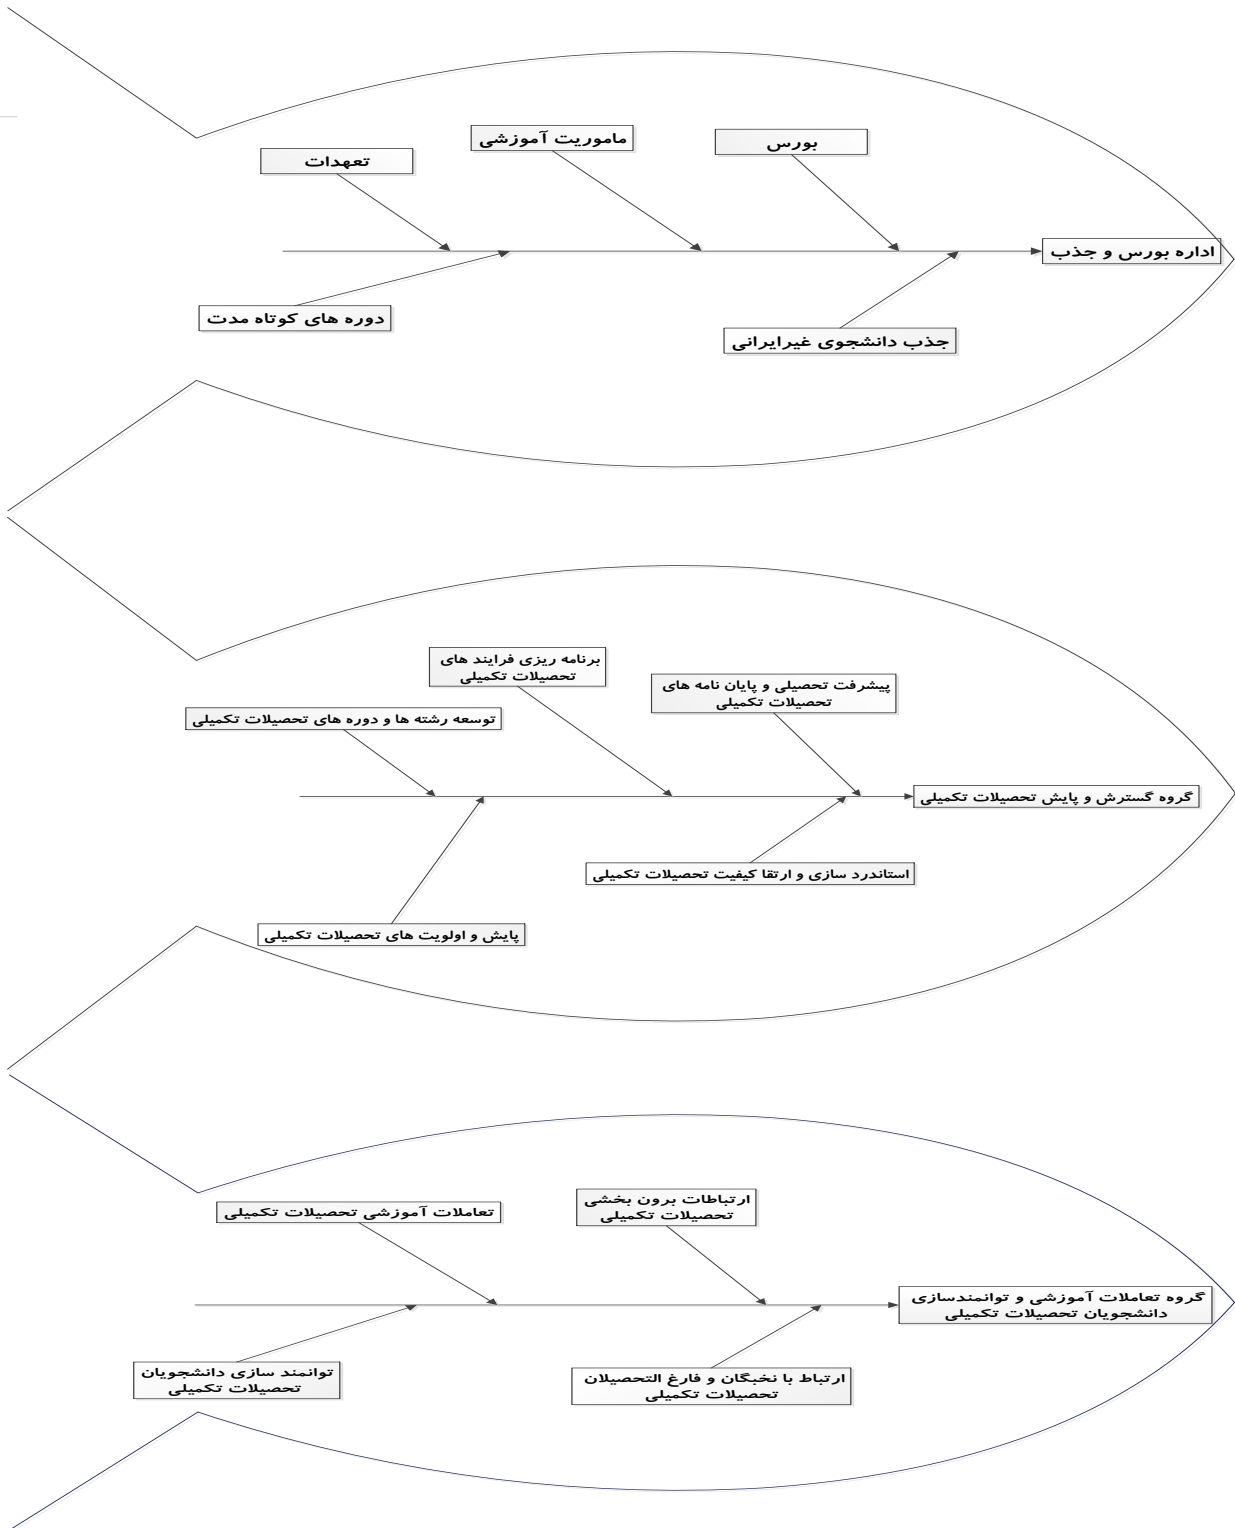 بورس
ماموریت آموزشی
تعهدات
اداره بورس و جذب
دوره های کوتاه مدت
جذب دانشجوی غیرایرانی
برنامه ریزی فرایند های
تحصیلات تکمیلی
پیشرفت تحصیلی و پایان نامه های
تحصیلات تکمیلی
توسعه رشته ها و دوره های تحصیلات تکمیلی
گروه گسترش و پایش تحصیلات تکمیلی
استاندرد سازی و ارتقا کیفیت تحصیلات تکمیلی
پایش و اولویت های تحصیلات تکمیلی
ارتباطات برون بخشی
تحصیلات تکمیلی
تعاملات آموزشی تحصیلات تکمیلی
گروه تعاملات آموزشی و توانمندسازی
دانشجویان تحصیلات تکمیلی
ارتباط با نخبگان و فارغ التحصیلان
تحصیلات تکمیلی
توانمند سازی دانشجویان
تحصیلات تکمیلی